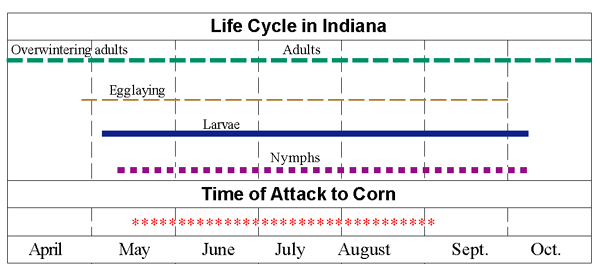 Life Cycle in Indiana
Overwintering adults Adults
Egglaying
Larvae
Nymphs
Time of Attack to Corn
*********************************
April May June July August Sept. Oct.